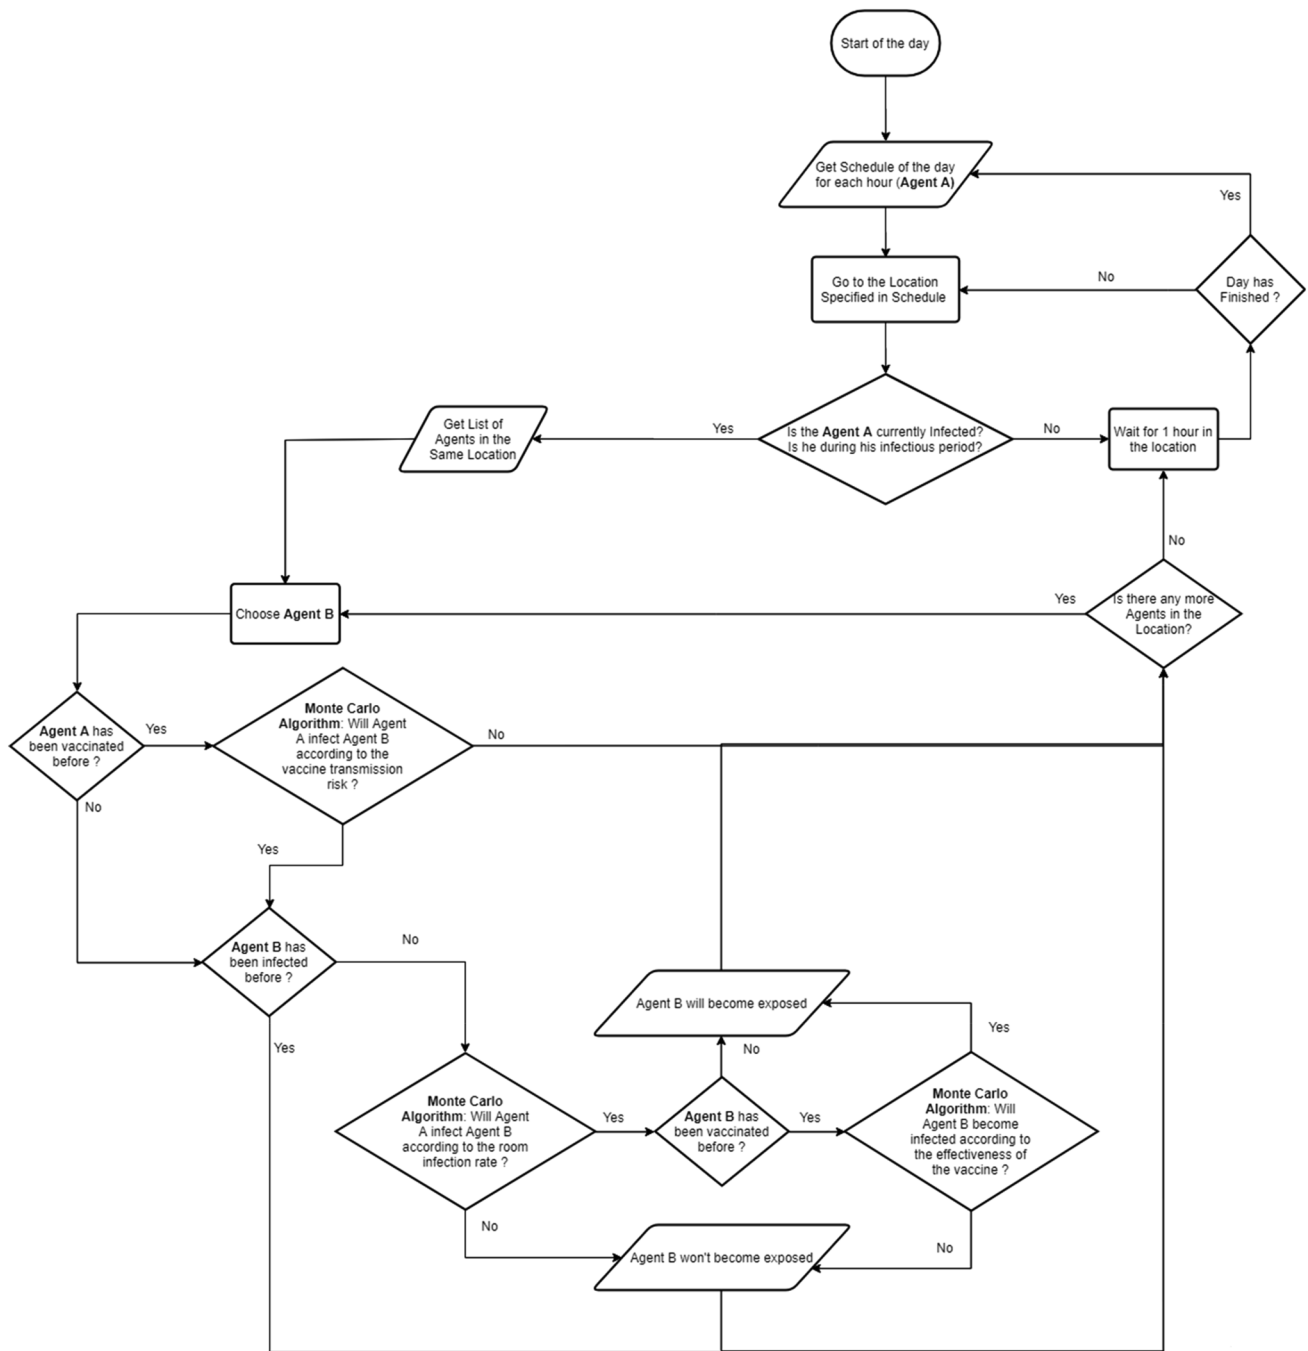 Start of the day
Get Schedule of the day
for each hour (Agent A)
Yes
Go to the Location
Specified in Schedule
No
Day has
Finished ?
Get List of
Agents in the
Same Location
Yes
Is the Agent A currently Infected?
Is he during his infectious period?
No
Wait for 1 hour in
the location
No
Choose Agent B
Yes
Is there any more
Agents in the
Location?
Agent A has
been vaccinated
before ?
Yes
Monte Carlo
Algorithm: Will Agent
A infect Agent B
according to the
vaccine transmission
risk ?
No
No
Yes
Agent B has
been infected
before ?
No
Yes
Agent B will become exposed
Yes
No
Monte Carlo
Algorithm: Will Agent
A infect Agent B
according to the room
infection rate ?
Yes
Agent B has
been vaccinated
before ?
Yes
Monte Carlo
Algorithm: Will
Agent B become
infected according to
the effectiveness of
the vaccine ?
No
Agent B won't become exposed
No